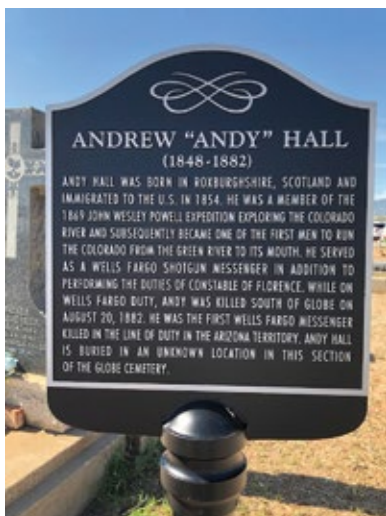 ANDREW "ANDY" HALL
(1848-1882)
ANDY HALL WAS BORN IN ROXBURGHSHIRE, SCOTLAND AND
IMMIGRATED TO THE U.S. IN 1854. HE WAS A MEMBER OF THE
1869 JOHN WESLEY POWELL EXPEDITION EXPLORING THE COLORADO
RIVER AND SUBSEQUENTLY BECAME ONE OF THE FIRST MEN TO RUN
THE COLORADO FROM THE GREEN RIVER TO ITS MOUTH. HE SERVED
AS A WELLS FARGO SHOTGUN MESSENGER IN ADDITION TO
PERFORMING THE DUTIES OF CONSTABLE OF FLORENCE. WHILE ON
WELLS FARGO DUTY, ANDY WAS KILLED SOUTH OF GLOBE ON
AUGUST 20, 1882. HE WAS THE FIRST WELLS FARGO MESSENGER
KILLED IN THE LINE OF DUTY IN THE ARIZONA TERRITORY. ANDY HALL
IS BURIED IN AN UNKNOWN LOCATION IN THIS SECTION
OF THE GLOBE CEMETERY.